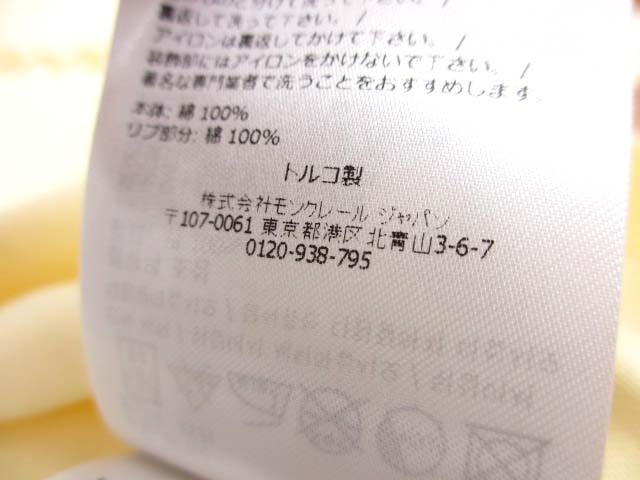 裏返して洗って下さい。/
アイロンは裏返してかけて下さい。/
装飾部にはアイロンをかけないで下さい。/
著名な専門業者で洗うことをおすすめします。
本体: 綿 100%
リブ部分: 綿 100%
トルコ製
株式会社モンクレール ジャパン
〒107-0061 東京都港区北青山3-6-7
0120-938-795